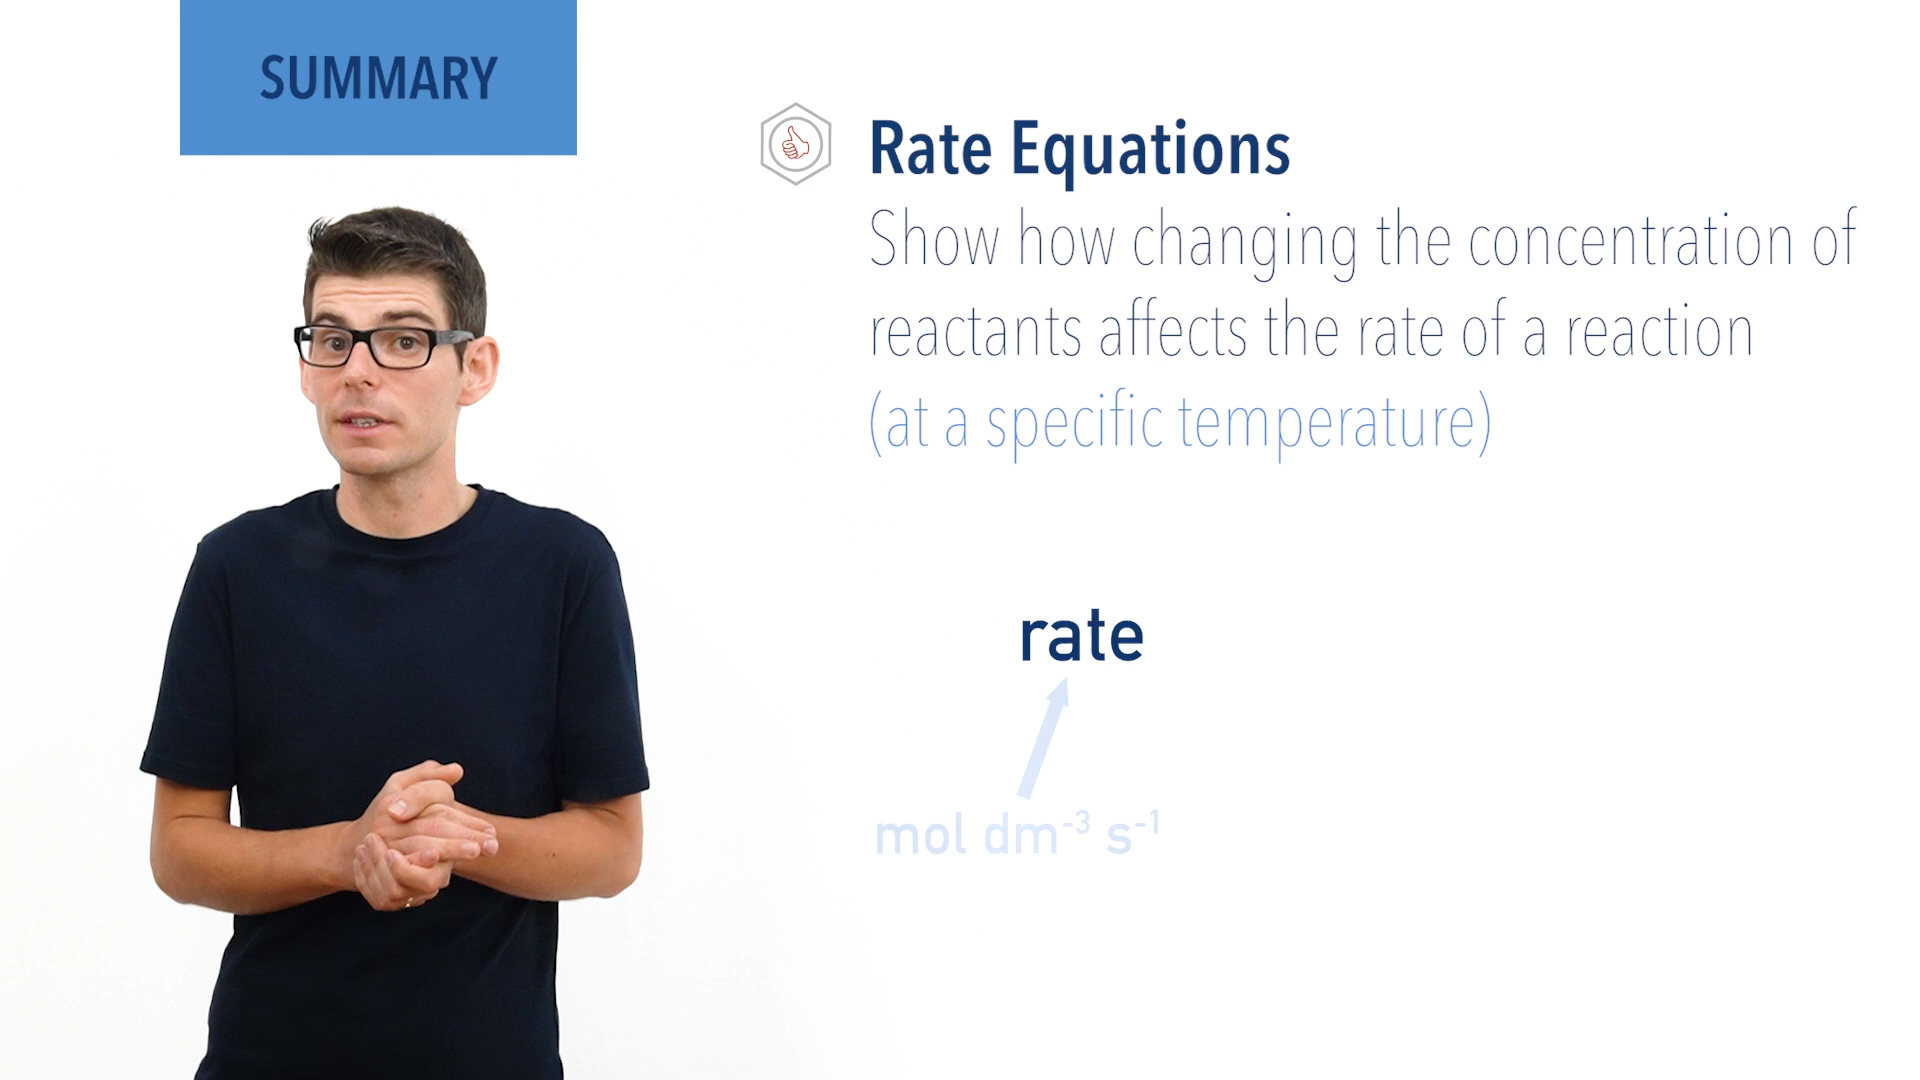 SUMMARY
Rate Equations
Show how changing the concentration of
reactants affects the rate of a reaction
(at a specific temperature)
rate
mol dm⁻³ s⁻¹